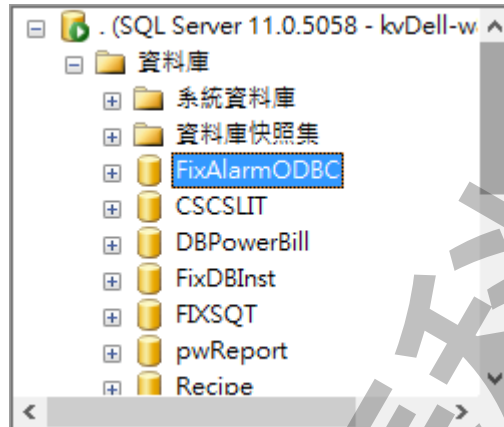 . (SQL Server 11.0.5058 - kvDell-w
資料庫
系統資料庫
資料庫快照集
FixAlarmODBC
CSCSLIT
DBPowerBill
FixDBInst
FIXSQT
pwReport
Recipe